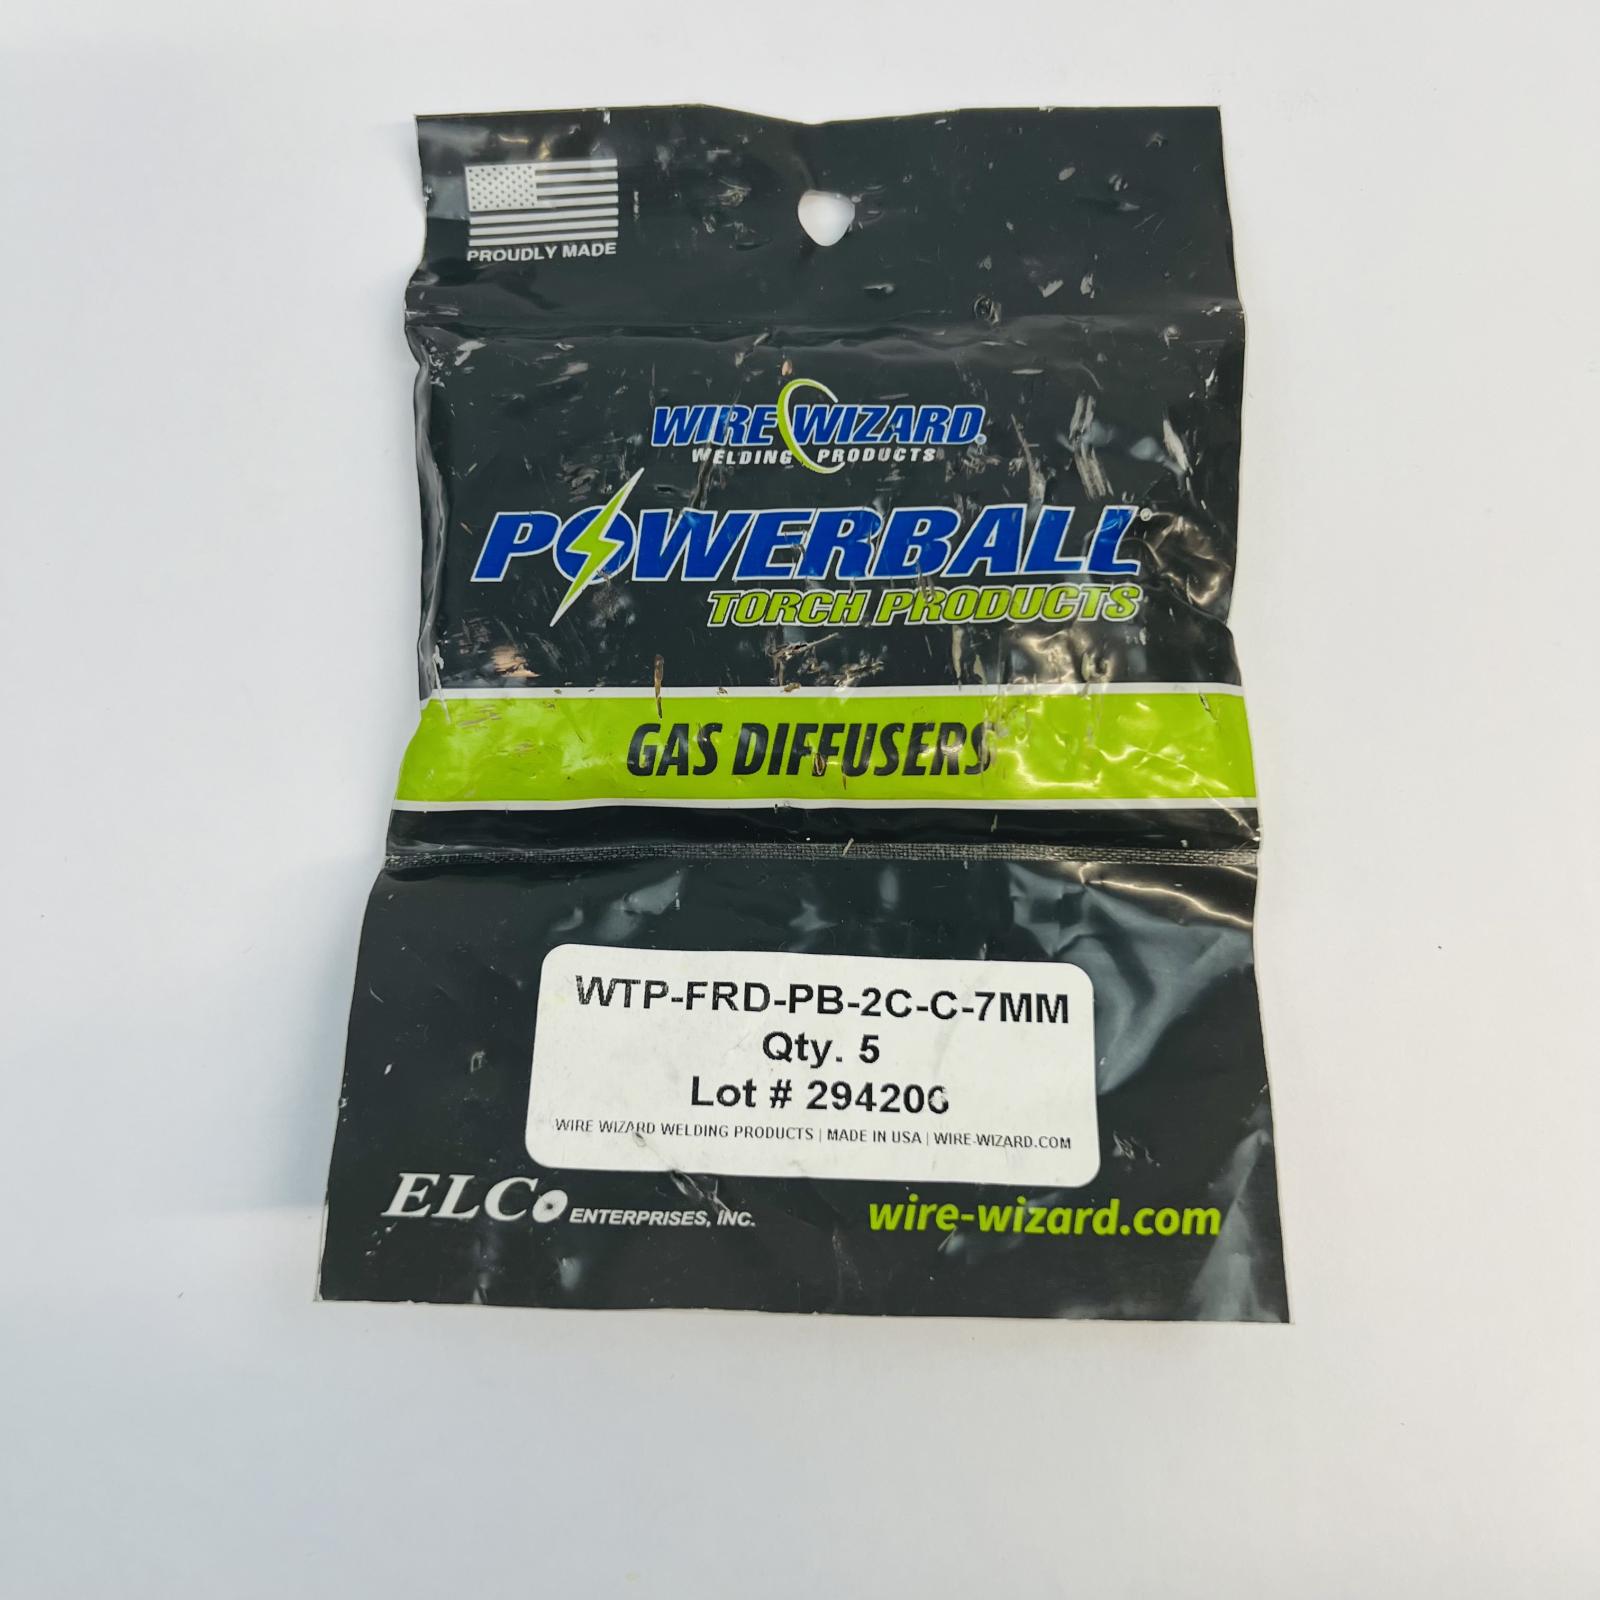 PROUDLY MADE
WIRE WIZARD®
WELDING PRODUCTS
POWERBALL®
TORCH PRODUCTS
GAS DIFFUSERS
WTP-FRD-PB-2C-C-7MM
Qty. 5
Lot # 294206
WIRE WIZARD WELDING PRODUCTS | MADE IN USA | WIRE-WIZARD.COM
ELCo ENTERPRISES, INC.
wire-wizard.com